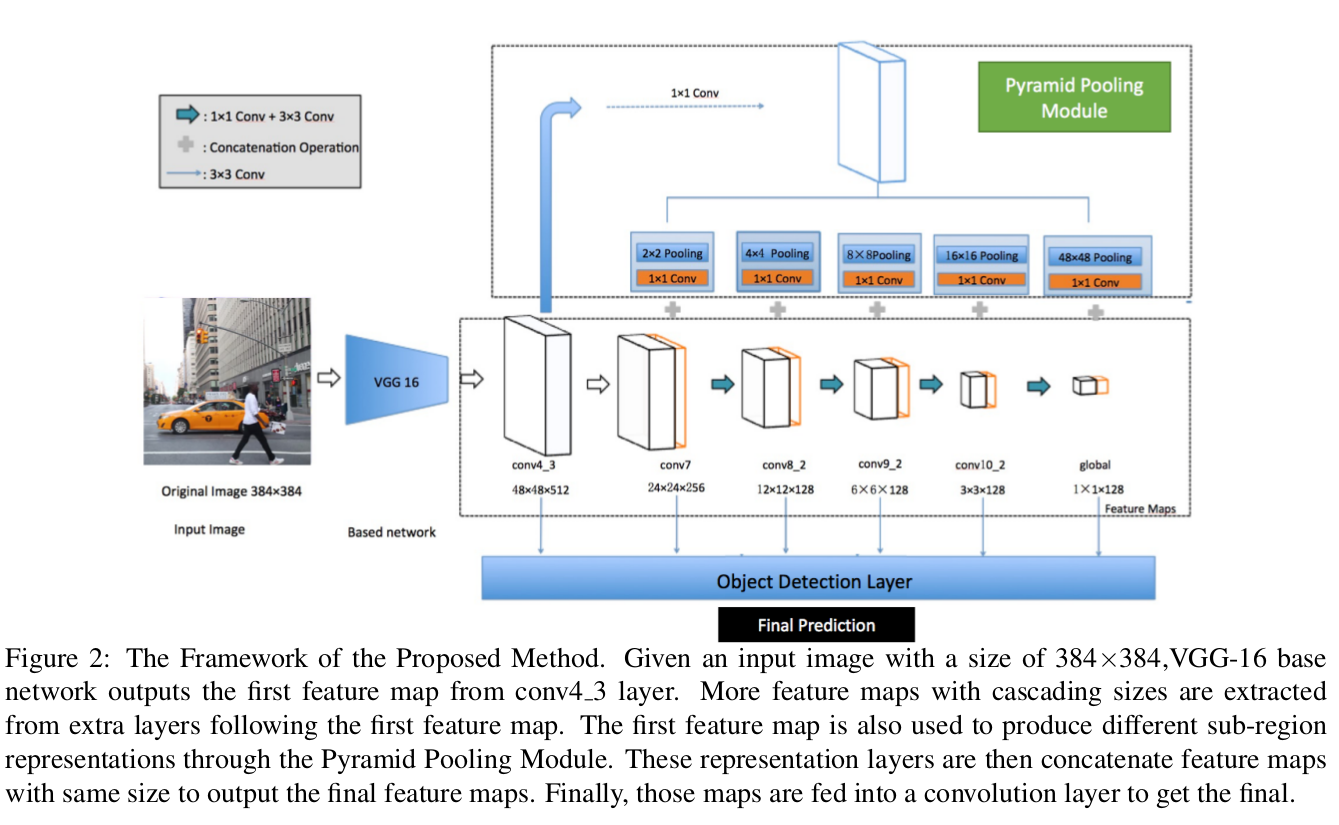 : 1×1 Conv + 3×3 Conv
: Concatenation Operation
: 3×3 Conv
1×1 Conv
Pyramid Pooling
Module
2×2 Pooling
1×1 Conv
4×4 Pooling
1×1 Conv
8×8Pooling
1×1 Conv
16×16 Pooling
1×1 Conv
48×48 Pooling
1×1 Conv
VGG 16
conv4_3
48×48×512
conv7
24×24×256
conv8_2
12×12×128
conv9_2
6×6×128
conv10_2
3×3×128
global
1×1×128
Feature Maps
Original Image 384×384
Input Image
Based network
Object Detection Layer
Final Prediction
Figure 2: The Framework of the Proposed Method. Given an input image with a size of 384×384,VGG-16 base
network outputs the first feature map from conv4_3 layer. More feature maps with cascading sizes are extracted
from extra layers following the first feature map. The first feature map is also used to produce different sub-region
representations through the Pyramid Pooling Module. These representation layers are then concatenate feature maps
with same size to output the final feature maps. Finally, those maps are fed into a convolution layer to get the final.